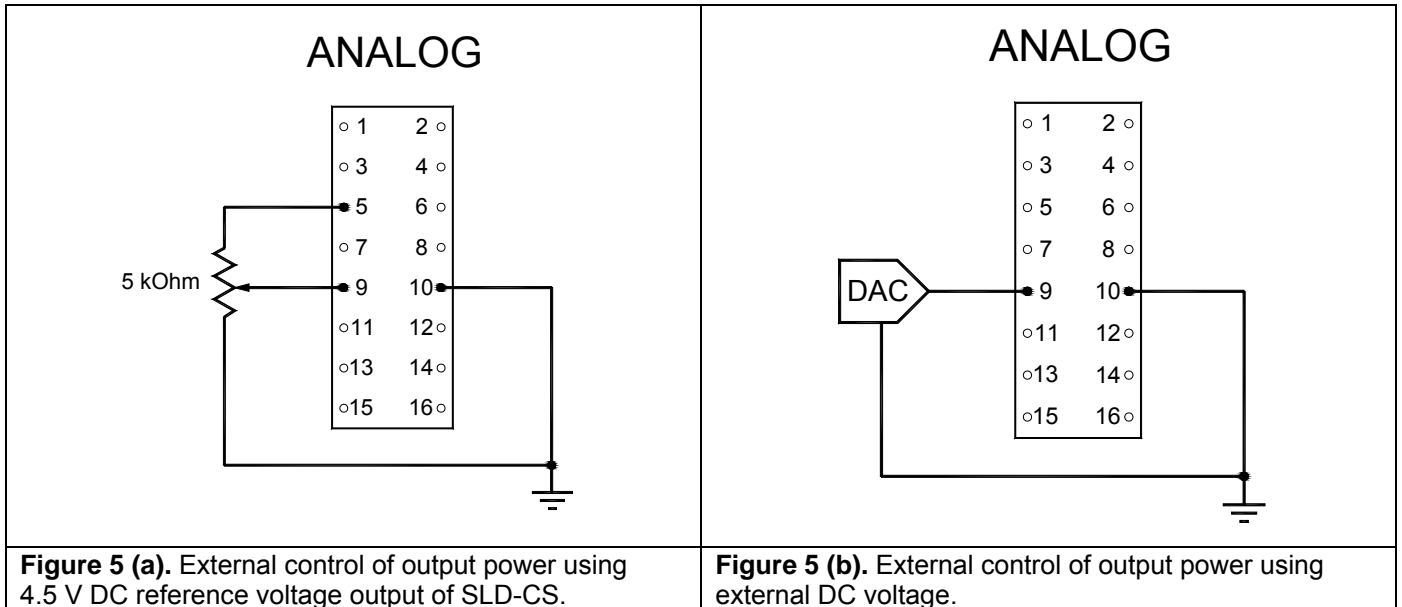 ANALOG
1 2
3 4
5 6
7 8
5 kOhm
9 10
11 12
13 14
15 16
Figure 5 (a). External control of output power using
4.5 V DC reference voltage output of SLD-CS.
ANALOG
1 2
3 4
5 6
7 8
DAC
9 10
11 12
13 14
15 16
Figure 5 (b). External control of output power using
external DC voltage.